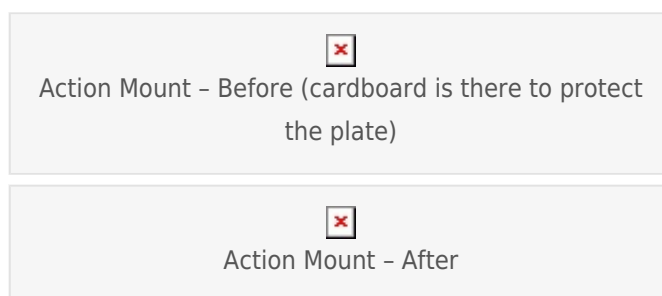 Action Mount – Before (cardboard is there to protect
the plate)
Action Mount – After